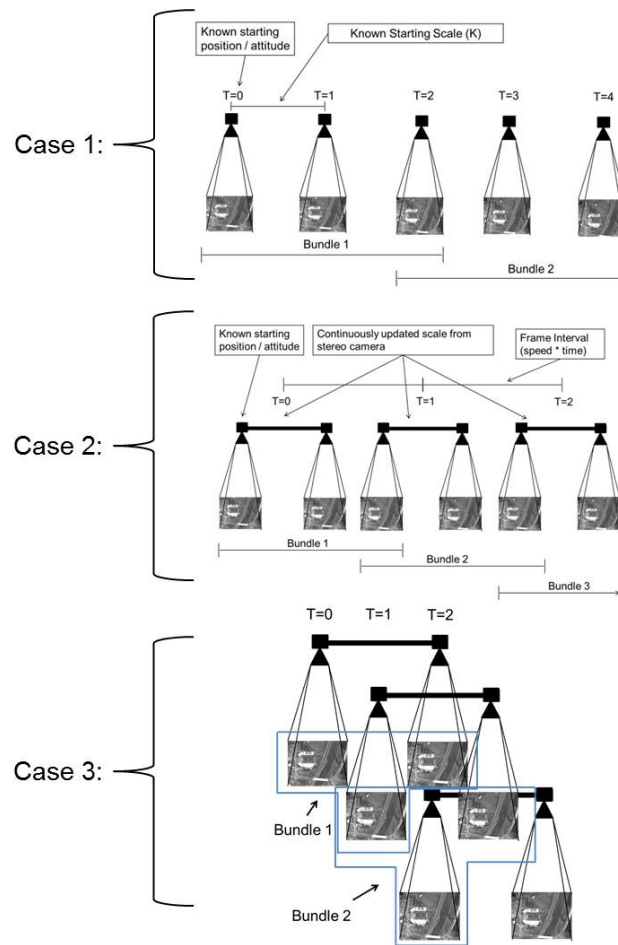 Known starting
position / attitude
Known Starting Scale (K)
T=0
T=1
T=2
T=3
T=4
Case 1:
Bundle 1
Bundle 2
Known starting
position / attitude
Continuously updated scale from
stereo camera
Frame Interval
(speed * time)
T=0
T=1
T=2
Case 2:
Bundle 1
Bundle 2
Bundle 3
T=0
T=1
T=2
Case 3:
Bundle 1
Bundle 2